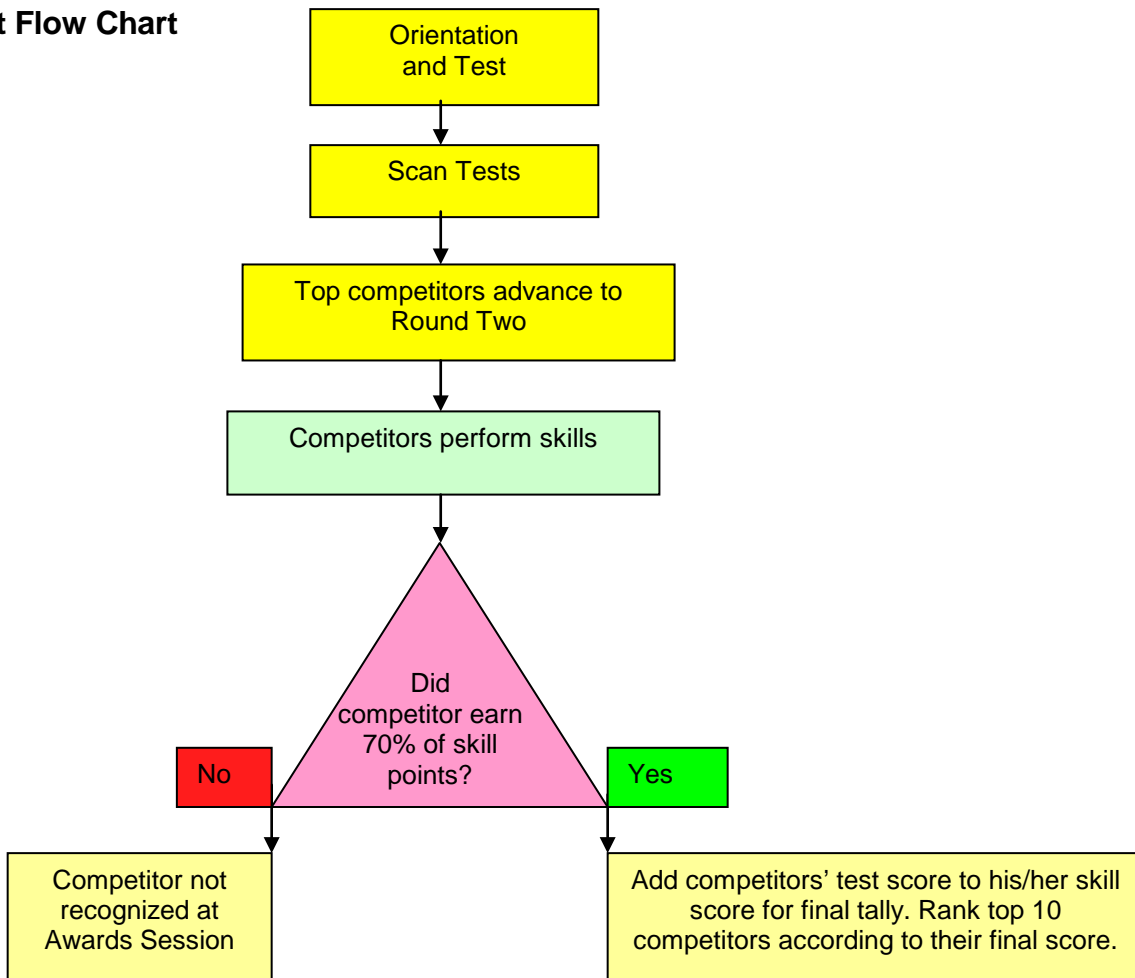 t Flow Chart
Orientation
and Test
Scan Tests
Top competitors advance to
Round Two
Competitors perform skills
Did
competitor earn
70% of skill
points?
No
Yes
Competitor not
recognized at
Awards Session
Add competitors’ test score to his/her skill
score for final tally. Rank top 10
competitors according to their final score.